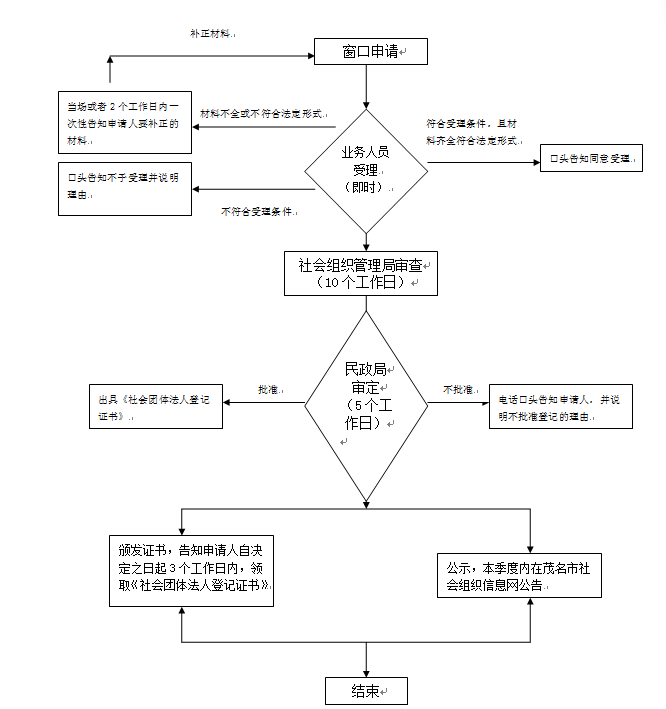 补正材料
窗口申请
当场或者2个工作日内一
次性告知申请人要补正的
材料
材料不全或不符合法定形式
符合受理条件，且材
料齐全符合法定形式
业务人员
受理
（即时）
口头告知同意受理
口头告知不予受理并说明
理由
不符合受理条件
社会组织管理局审查
（10个工作日）
民政局
审定
（5个工
作日）
批准
不批准
出具《社会团体法人登记
证书》
电话口头告知申请人，并说
明不批准登记的理由
颁发证书，告知申请人自决
定之日起3个工作日内，领
取《社会团体法人登记证书》
公示，本季度内在茂名市社
会组织信息网公告
结束